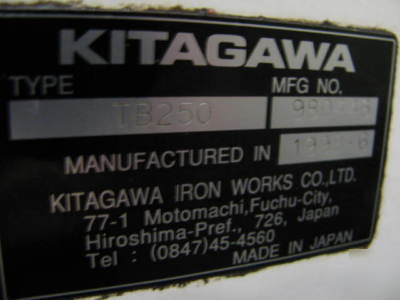 KITAGAWA
TYPE MFG NO.
TB250
MANUFACTURED IN
KITAGAWA IRON WORKS CO.,LTD.
77-1 Motomachi,Fuchu-City,
Hiroshima-Pref., 726, Japan
Tel : (0847)45-4560
MADE IN JAPAN